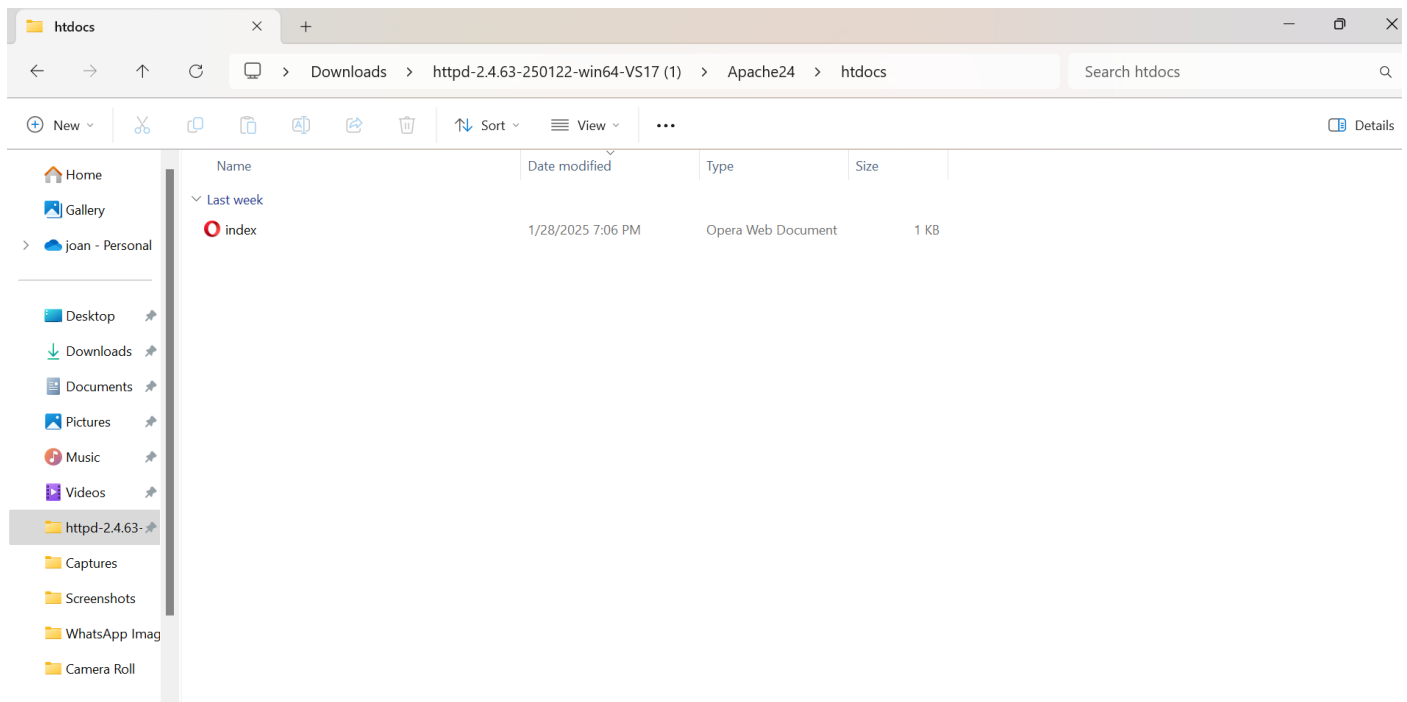 htdocs
Downloads > httpd-2.4.63-250122-win64-VS17 (1) > Apache24 > htdocs
Search htdocs
New
Sort
View
Details
Home
Gallery
joan - Personal
Desktop
Downloads
Documents
Pictures
Music
Videos
httpd-2.4.63-
Captures
Screenshots
WhatsApp Imag
Camera Roll
Name Date modified Type Size
Last week
index 1/28/2025 7:06 PM Opera Web Document 1 KB